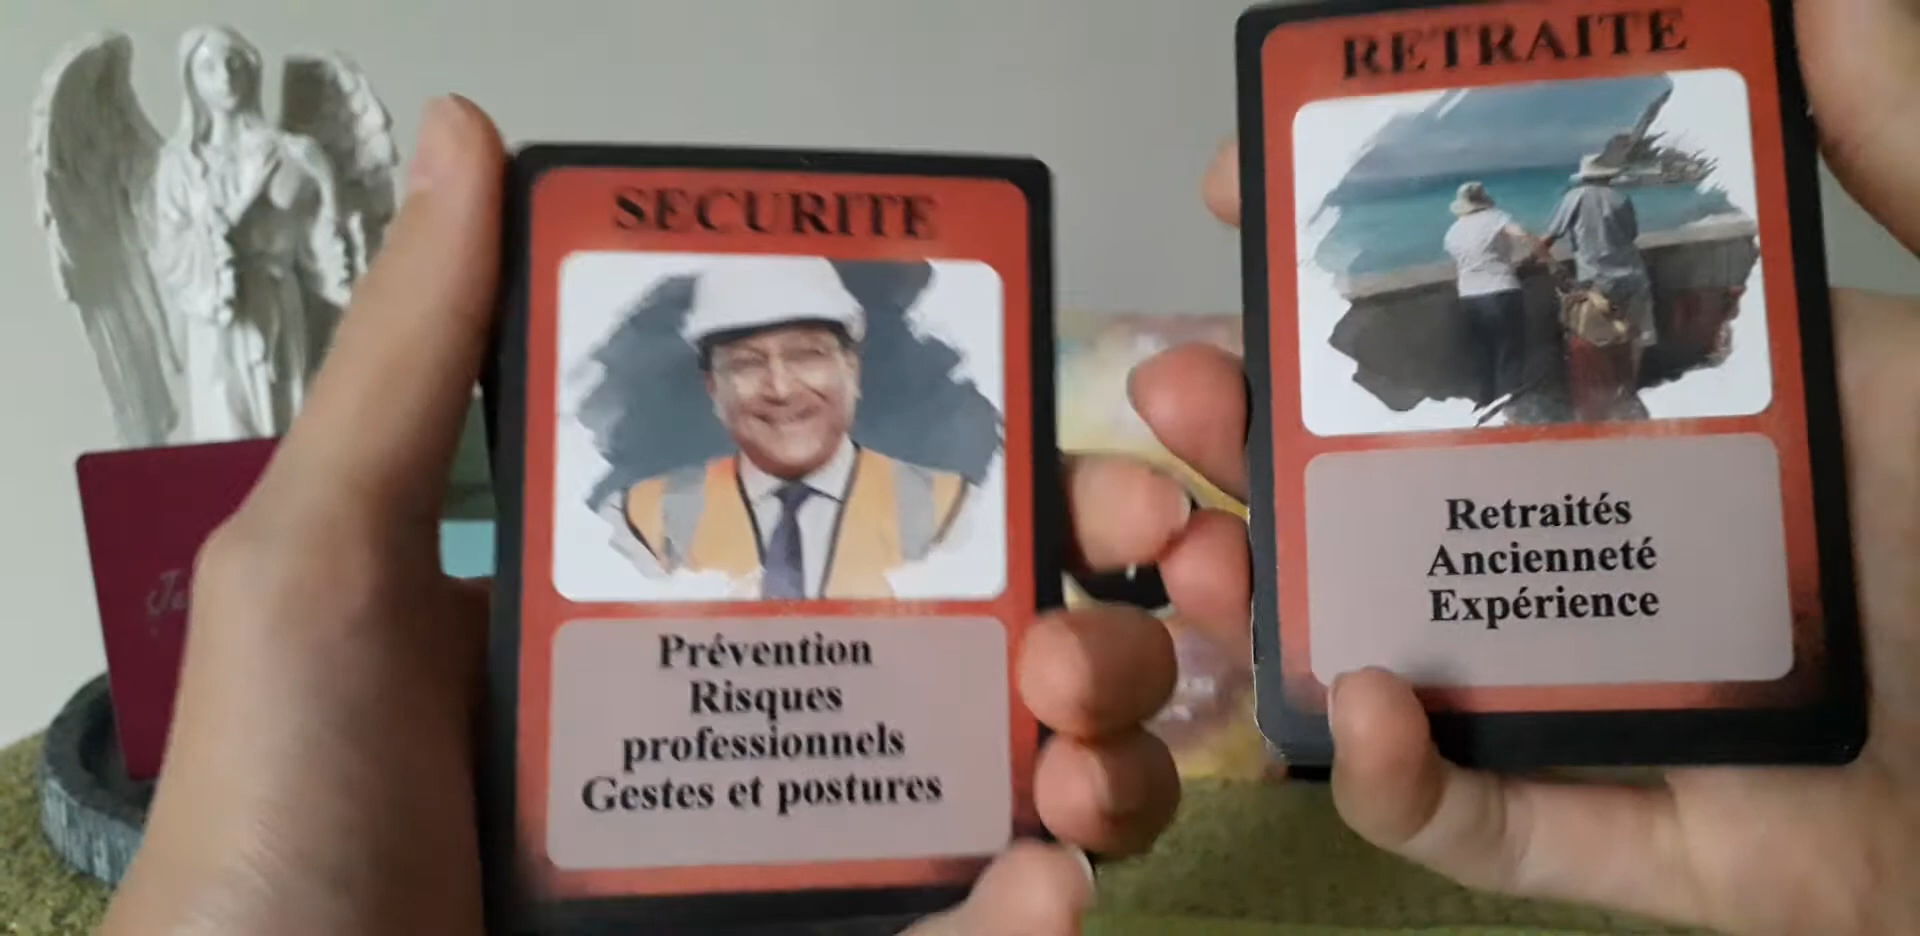 SECURITE
Prévention
Risques
professionnels
Gestes et postures
RETRAITE
Retraités
Ancienneté
Expérience